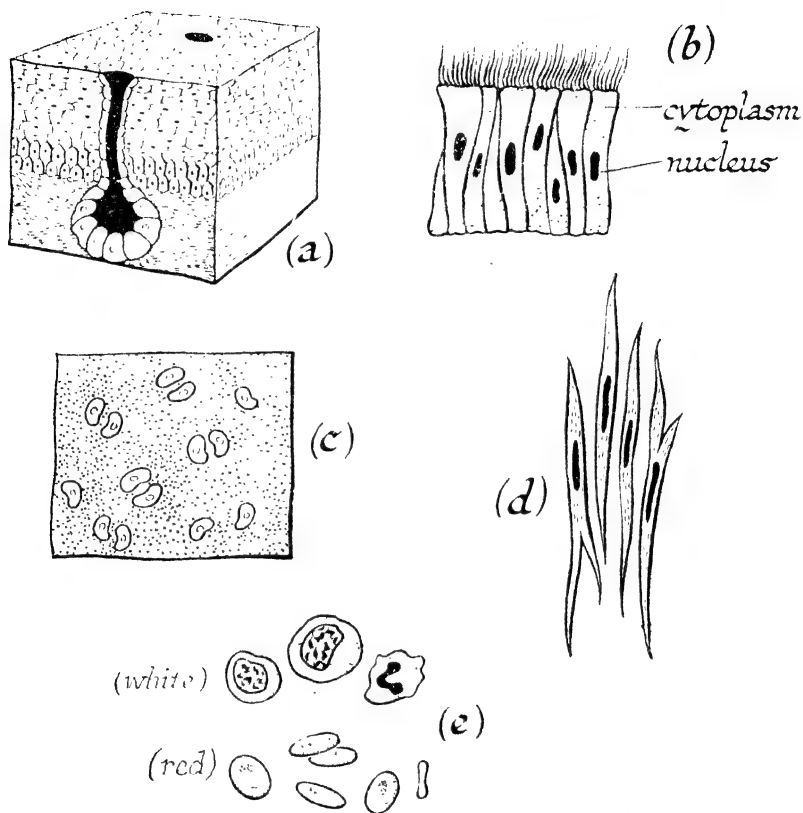 (b)
cytoplasm
nucleus
(a)
(c)
(d)
(white)
(e)
(red)